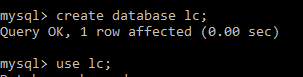 mysql> create database lc;
Query OK, 1 row affected (0.00 sec)
mysql> use lc;